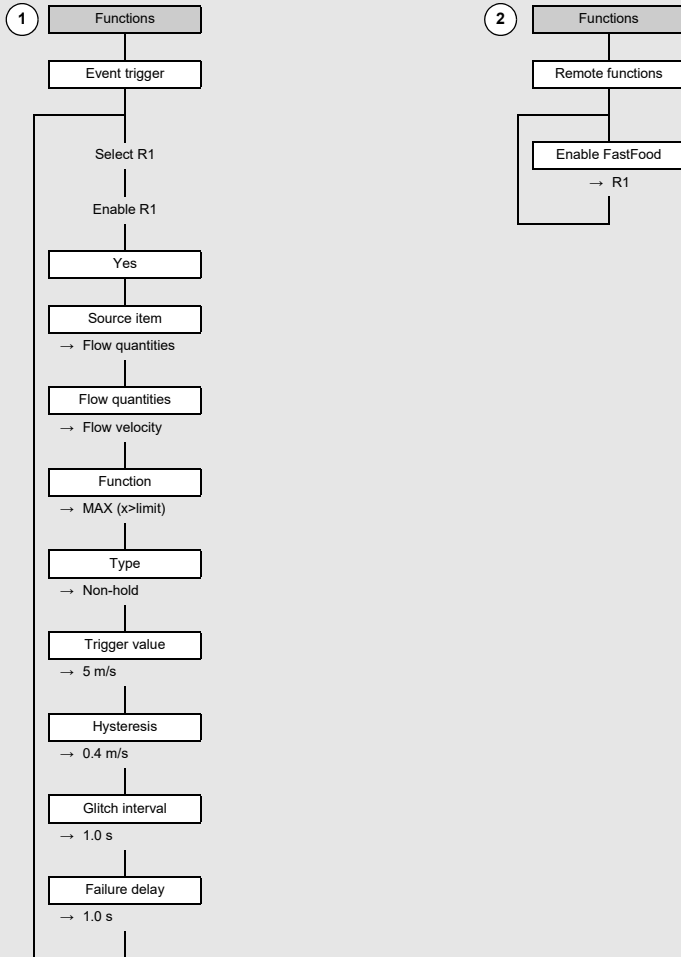 1
Functions
Event trigger
Select R1
Enable R1
Yes
Source item
→ Flow quantities
Flow quantities
→ Flow velocity
Function
→ MAX (x>limit)
Type
→ Non-hold
Trigger value
→ 5 m/s
Hysteresis
→ 0.4 m/s
Glitch interval
→ 1.0 s
Failure delay
→ 1.0 s
2
Functions
Remote functions
Enable FastFood
→ R1